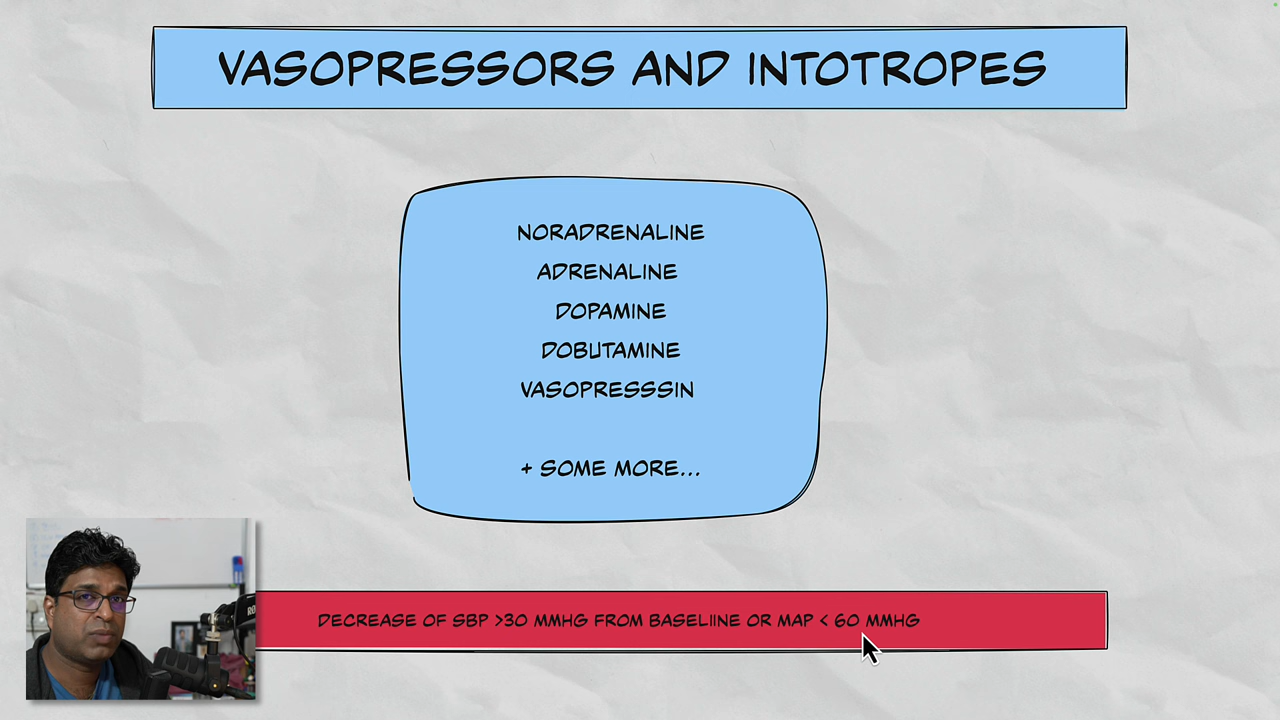 VASOPRESSORS AND INTOTROPES
NORADRENALINE
ADRENALINE
DOPAMINE
DOBUTAMINE
VASOPRESSSIN
+ SOME MORE...
DECREASE OF SBP >30 MMHG FROM BASELIINE OR MAP < 60 MMHG